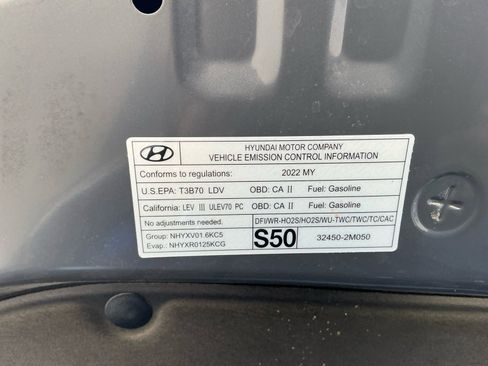 HYUNDAI MOTOR COMPANY
VEHICLE EMISSION CONTROL INFORMATION
Conforms to regulations: 2022 MY
U.S.EPA: T3B70 LDV OBD: CA II Fuel: Gasoline
California: LEV III ULEV70 PC OBD: CA II Fuel: Gasoline
No adjustments needed. DFI/WR-HO2S/HO2S/WU-TWC/TWC/TC/CAC
Group: NHYXV01.6KC5
Evap.: NHYXR0125KCG
S50 32450-2M050